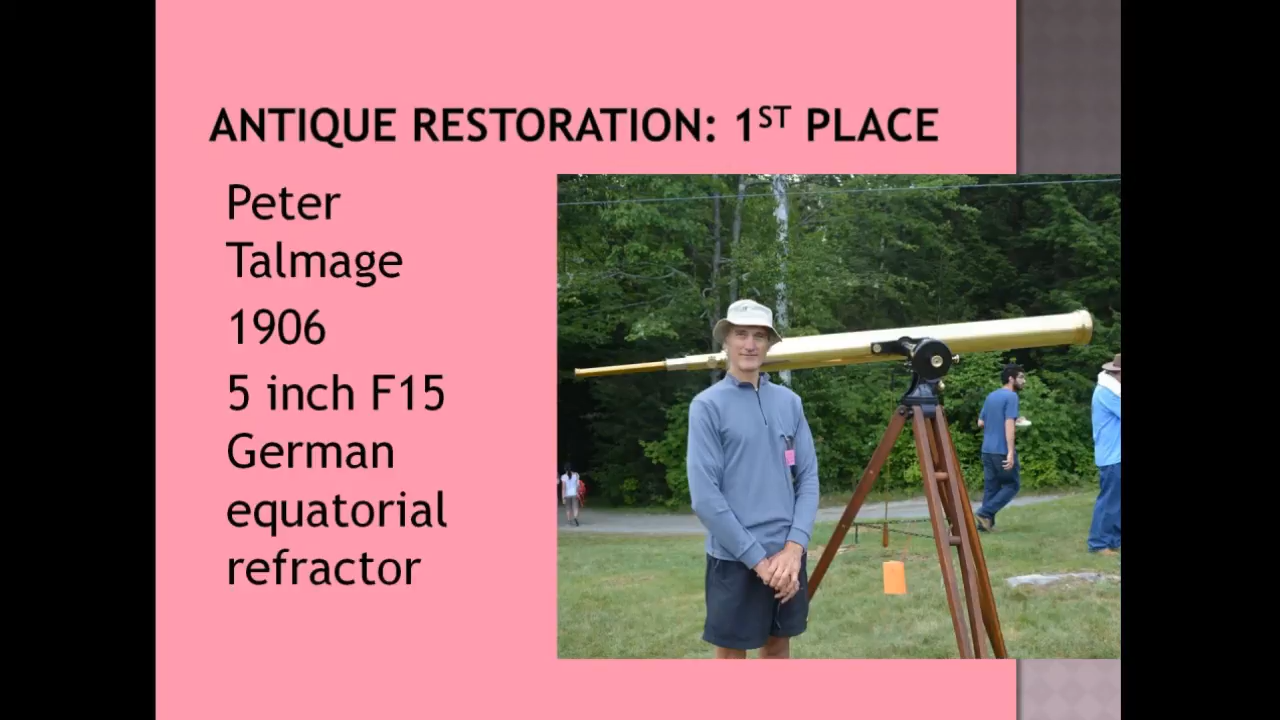 ANTIQUE RESTORATION: 1ST PLACE
Peter
Talmage
1906
5 inch F15
German
equatorial
refractor